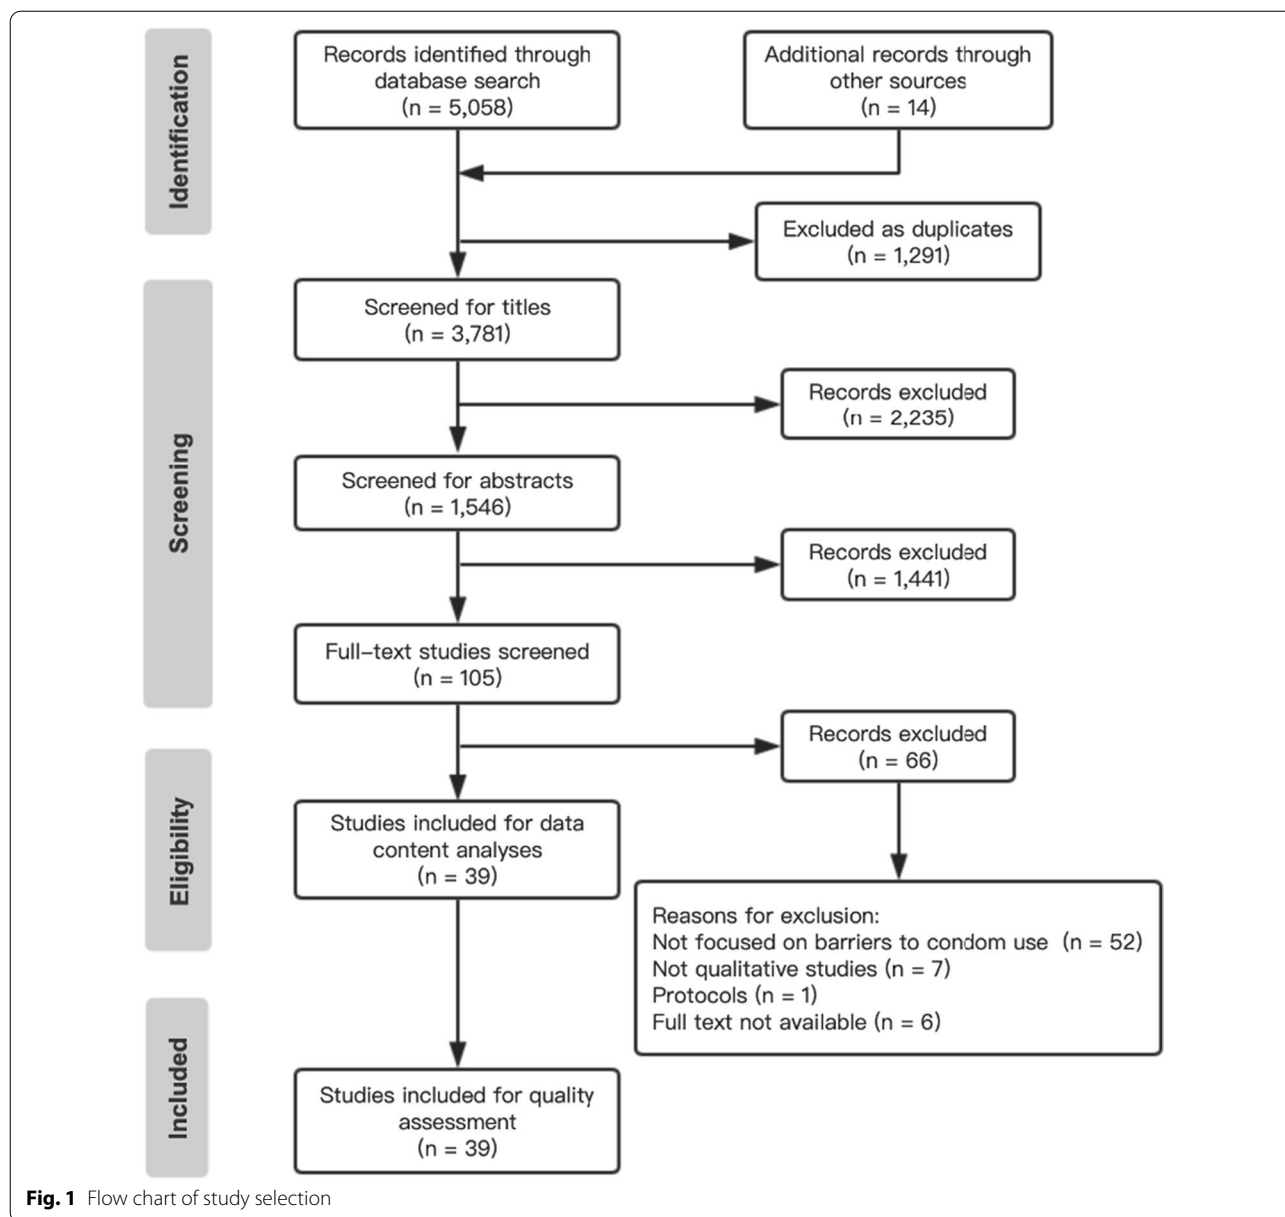 Identification
Records identified through
database search
(n = 5,058)
Additional records through
other sources
(n = 14)
Excluded as duplicates
(n = 1,291)
Screening
Screened for titles
(n = 3,781)
Records excluded
(n = 2,235)
Screened for abstracts
(n = 1,546)
Records excluded
(n = 1,441)
Full-text studies screened
(n = 105)
Records excluded
(n = 66)
Eligibility
Studies included for data
content analyses
(n = 39)
Reasons for exclusion:
Not focused on barriers to condom use (n = 52)
Not qualitative studies (n = 7)
Protocols (n = 1)
Full text not available (n = 6)
Included
Studies included for quality
assessment
(n = 39)
Fig. 1 Flow chart of study selection